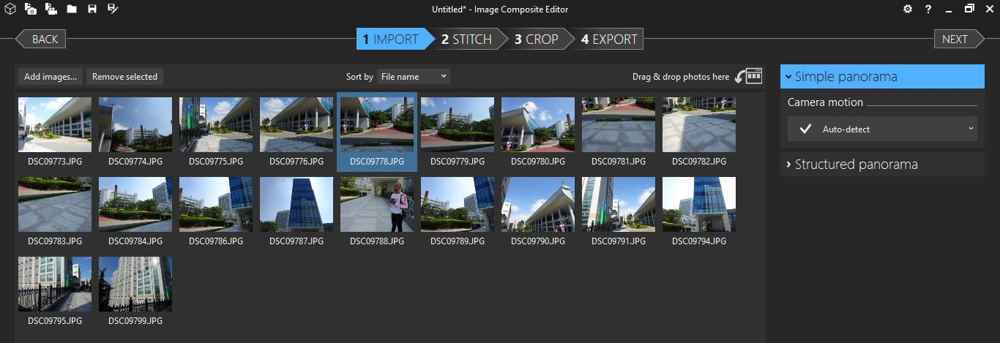 Untitled* - Image Composite Editor
?
BACK
1 IMPORT
2 STITCH
3 CROP
4 EXPORT
NEXT
Add images...
Remove selected
Sort by
File name
Drag & drop photos here
DSC09773.JPG
DSC09774.JPG
DSC09775.JPG
DSC09776.JPG
DSC09778.JPG
DSC09779.JPG
DSC09780.JPG
DSC09781.JPG
DSC09782.JPG
DSC09783.JPG
DSC09784.JPG
DSC09786.JPG
DSC09787.JPG
DSC09788.JPG
DSC09789.JPG
DSC09790.JPG
DSC09791.JPG
DSC09794.JPG
DSC09795.JPG
DSC09799.JPG
Simple panorama
Camera motion
Auto-detect
Structured panorama